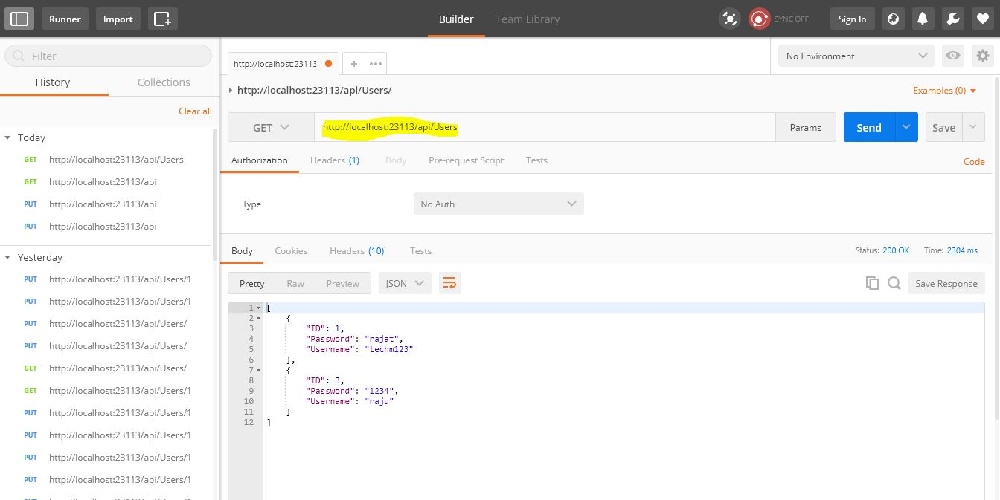 Runner Import Builder Team Library SYNC OFF Sign In
Filter
History Collections
Clear all
Today
GET http://localhost:23113/api/Users
GET http://localhost:23113/api
PUT http://localhost:23113/api
PUT http://localhost:23113/api
Yesterday
PUT http://localhost:23113/api/Users/1
PUT http://localhost:23113/api/Users/1
PUT http://localhost:23113/api/Users/
PUT http://localhost:23113/api/Users/
GET http://localhost:23113/api/Users/
GET http://localhost:23113/api/Users/1
PUT http://localhost:23113/api/Users/1
PUT http://localhost:23113/api/Users/1
PUT http://localhost:23113/api/Users/1
PUT http://localhost:23113/api/Users/1
http://localhost:23113 + ••• No Environment
http://localhost:23113/api/Users/ Examples (0)
GET http://localhost:23113/api/Users Params Send Save
Authorization Headers (1) Body Pre-request Script Tests Code
Type No Auth
Body Cookies Headers (10) Tests Status: 200 OK Time: 2304 ms
Pretty Raw Preview JSON Save Response
1 [
2 {
3 "ID": 1,
4 "Password": "rajat",
5 "Username": "techm123"
6 },
7 {
8 "ID": 3,
9 "Password": "1234",
10 "Username": "raju"
11 }
12 ]